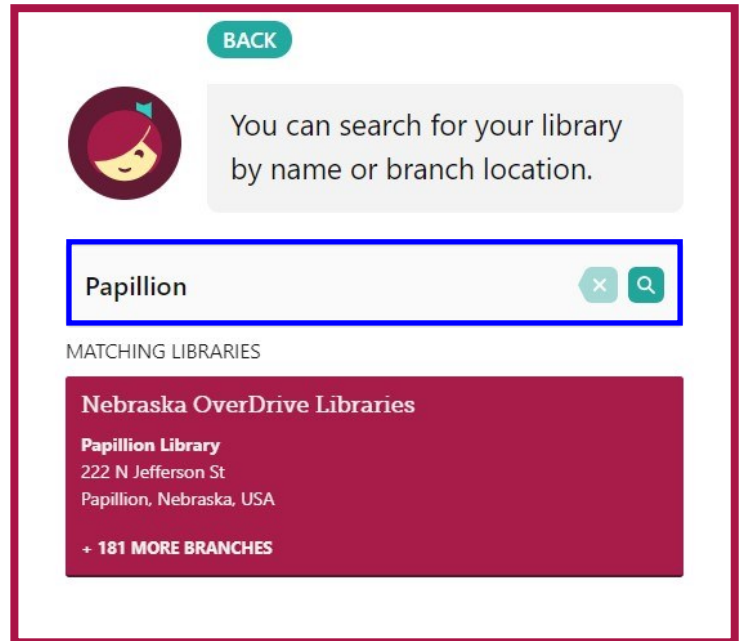 BACK
You can search for your library
by name or branch location.
Papillion
MATCHING LIBRARIES
Nebraska OverDrive Libraries
Papillion Library
222 N Jefferson St
Papillion, Nebraska, USA
+ 181 MORE BRANCHES